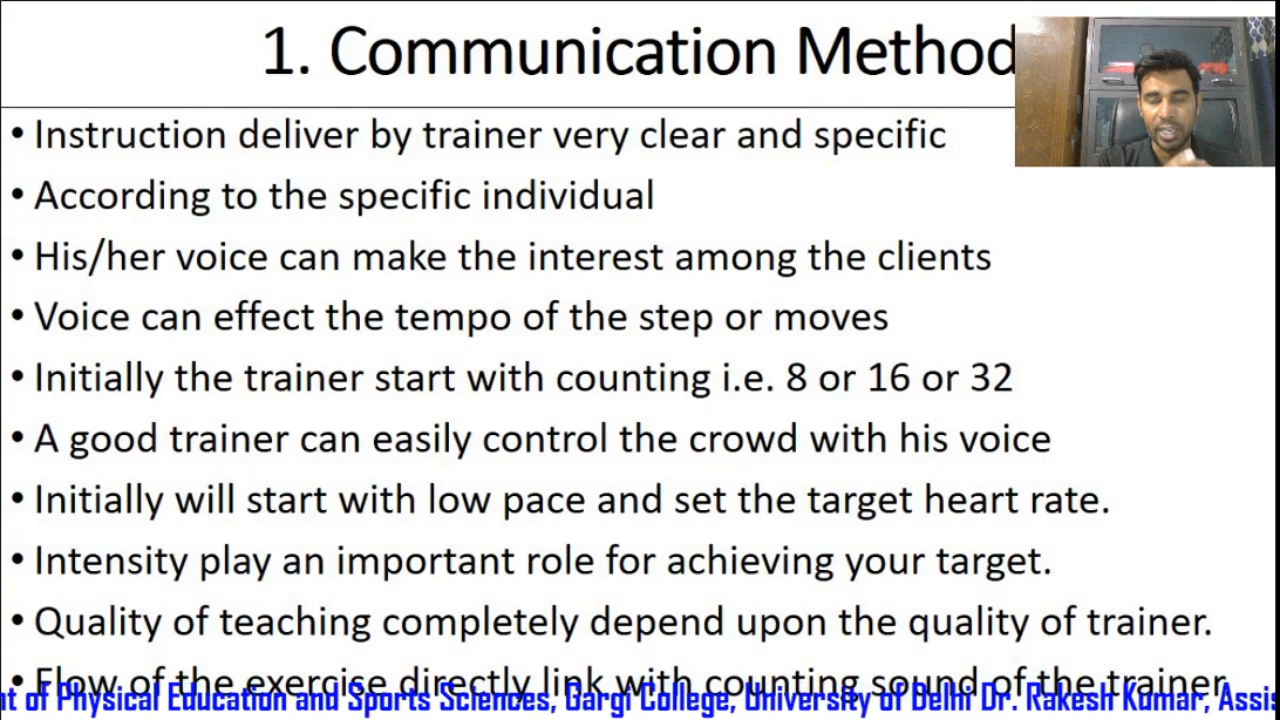 1. Communication Method
• Instruction deliver by trainer very clear and specific
• According to the specific individual
• His/her voice can make the interest among the clients
• Voice can effect the tempo of the step or moves
• Initially the trainer start with counting i.e. 8 or 16 or 32
• A good trainer can easily control the crowd with his voice
• Initially will start with low pace and set the target heart rate.
• Intensity play an important role for achieving your target.
• Quality of teaching completely depend upon the quality of trainer.
• Flow of the exercise directly link with counting sound of the trainer
of Physical Education and Sports Sciences, Gargi College, University of Delhi Dr. Rakesh Kumar,